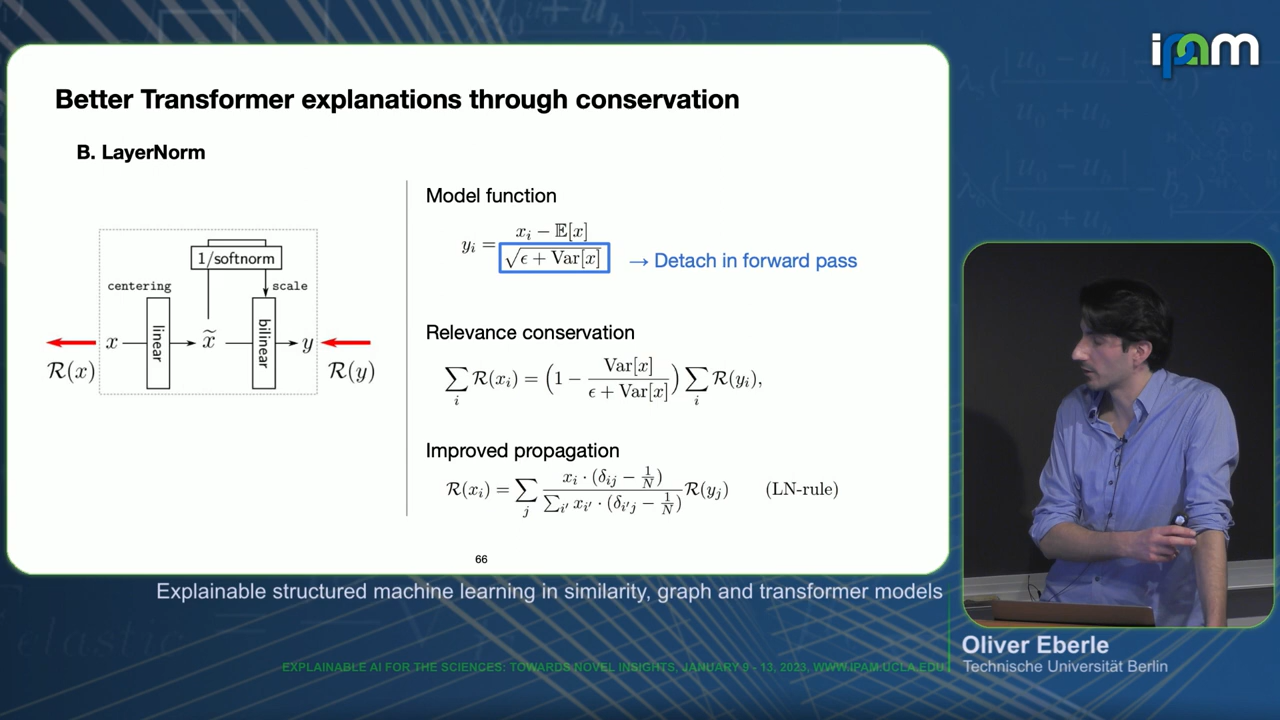 ipam
Better Transformer explanations through conservation
B. LayerNorm
1/softnorm
centering
scale
linear
bilinear
x
x̃
y
R(x)
R(y)
Model function
y_i = (x_i − 𝔼[x]) / √(ϵ + Var[x])
→ Detach in forward pass
Relevance conservation
∑_i R(x_i) = (1 − Var[x] / (ϵ + Var[x])) ∑_i R(y_i),
Improved propagation
R(x_i) = ∑_j (x_i · (δ_ij − 1/N)) / (∑_i′ x_i′ · (δ_i′j − 1/N)) R(y_j) (LN-rule)
66
Explainable structured machine learning in similarity, graph and transformer models
Oliver Eberle
Technische Universität Berlin
EXPLAINABLE AI FOR THE SCIENCES: TOWARDS NOVEL INSIGHTS, JANUARY 9 - 13, 2023, WWW.IPAM.UCLA.EDU